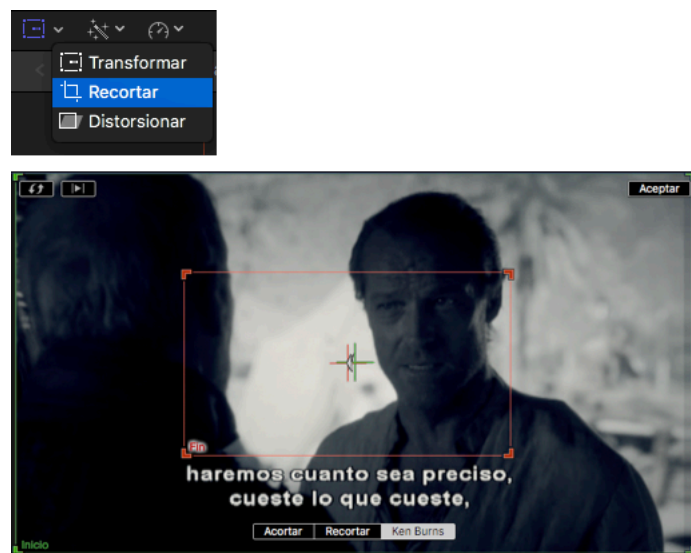 Transformar
Recortar
Distorsionar
Aceptar
Fin
haremos cuanto sea preciso,
cueste lo que cueste,
Acortar Recortar Ken Burns
Inicio